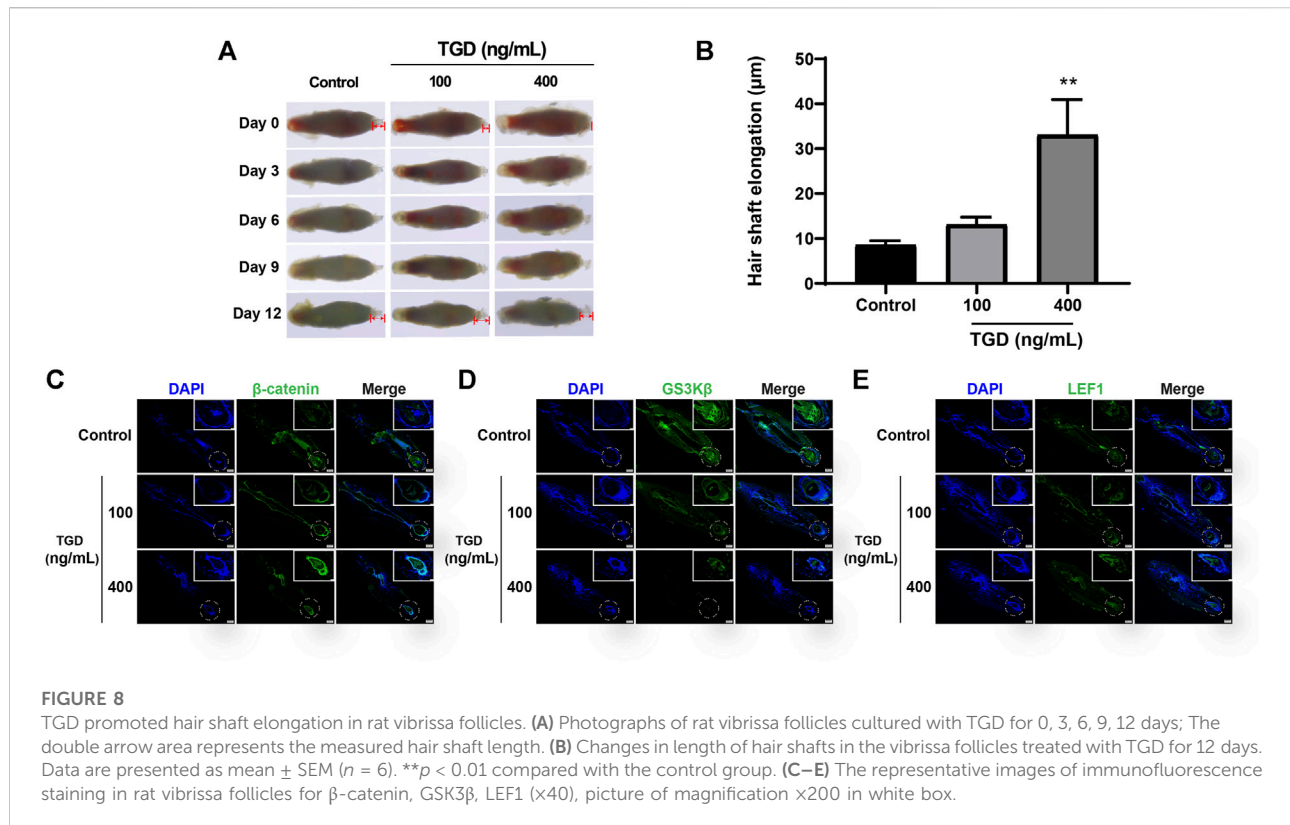 A
TGD (ng/mL)
Control 100 400
Day 0
Day 3
Day 6
Day 9
Day 12
B
Hair shaft elongation (µm)
50
40
30
20
10
0
**
Control 100 400
TGD (ng/mL)
C
DAPI β-catenin Merge
Control
100
TGD
(ng/mL)
400
D
DAPI GS3Kβ Merge
Control
100
TGD
(ng/mL)
400
E
DAPI LEF1 Merge
Control
100
TGD
(ng/mL)
400
FIGURE 8
TGD promoted hair shaft elongation in rat vibrissa follicles. (A) Photographs of rat vibrissa follicles cultured with TGD for 0, 3, 6, 9, 12 days; The
double arrow area represents the measured hair shaft length. (B) Changes in length of hair shafts in the vibrissa follicles treated with TGD for 12 days.
Data are presented as mean ± SEM (n = 6). **p < 0.01 compared with the control group. (C–E) The representative images of immunofluorescence
staining in rat vibrissa follicles for β-catenin, GSK3β, LEF1 (×40), picture of magnification ×200 in white box.